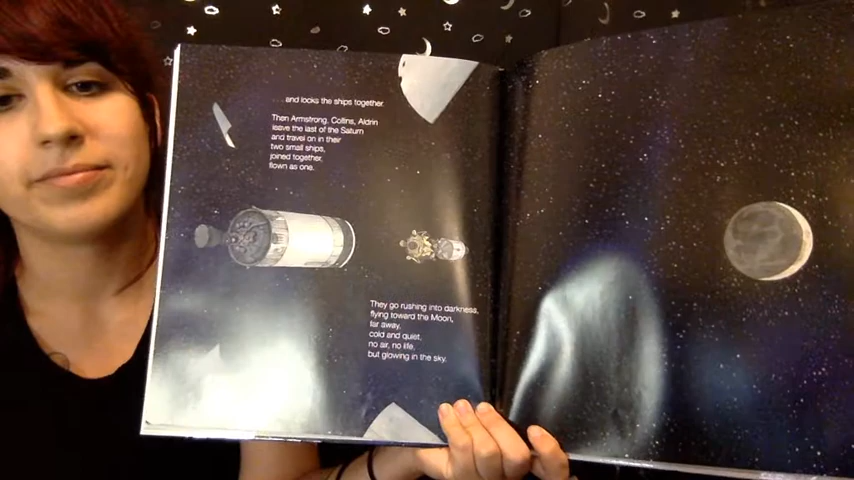 and locks the ships together.
Then Armstrong, Collins, Aldrin
leave the last of the Saturn
and travel on in their
two small ships,
joined together,
flown as one.
They go rushing into darkness,
flying toward the Moon,
far away,
cold and quiet,
no air, no life,
but glowing in the sky.